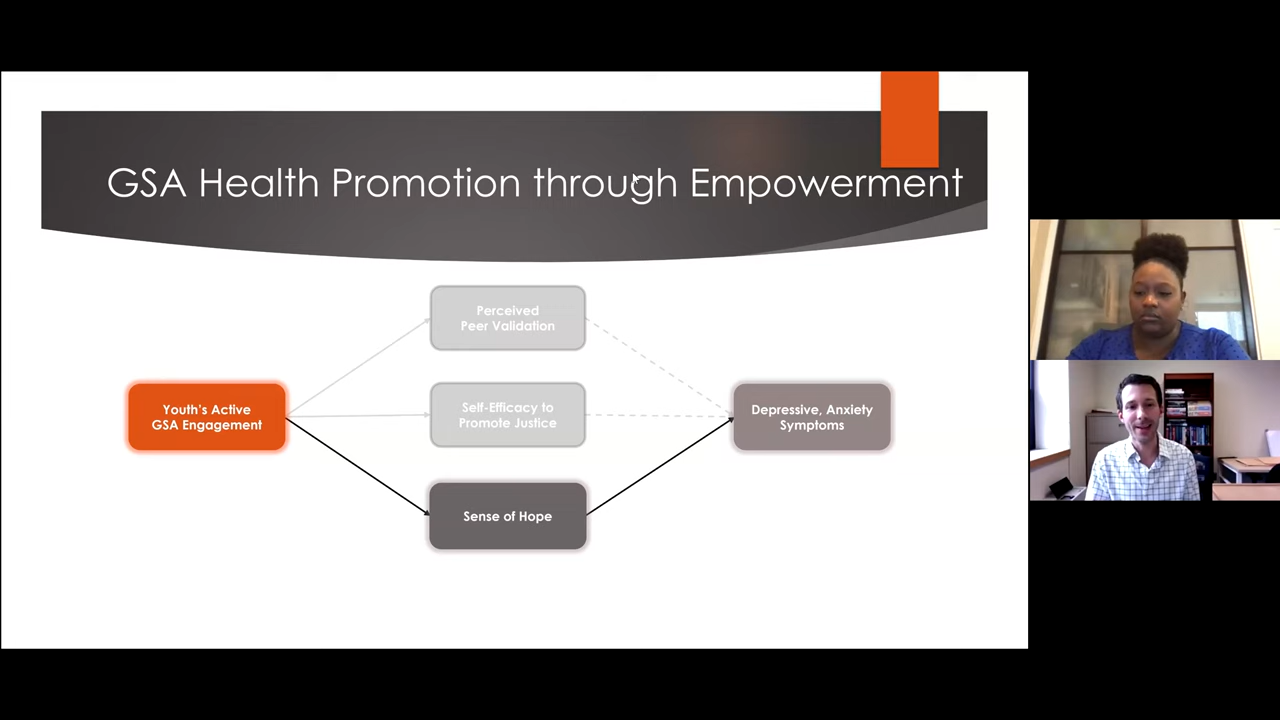 GSA Health Promotion through Empowerment
Perceived
Peer Validation
Youth's Active
GSA Engagement
Self-Efficacy to
Promote Justice
Depressive, Anxiety
Symptoms
Sense of Hope